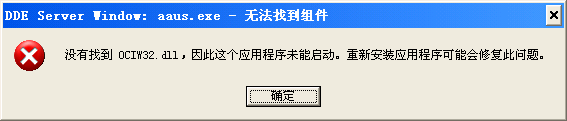 DDE Server Window: aaus.exe - 无法找到组件
没有找到 OCIW32.dll，因此这个应用程序未能启动。重新安装应用程序可能会修复此问题。
确定